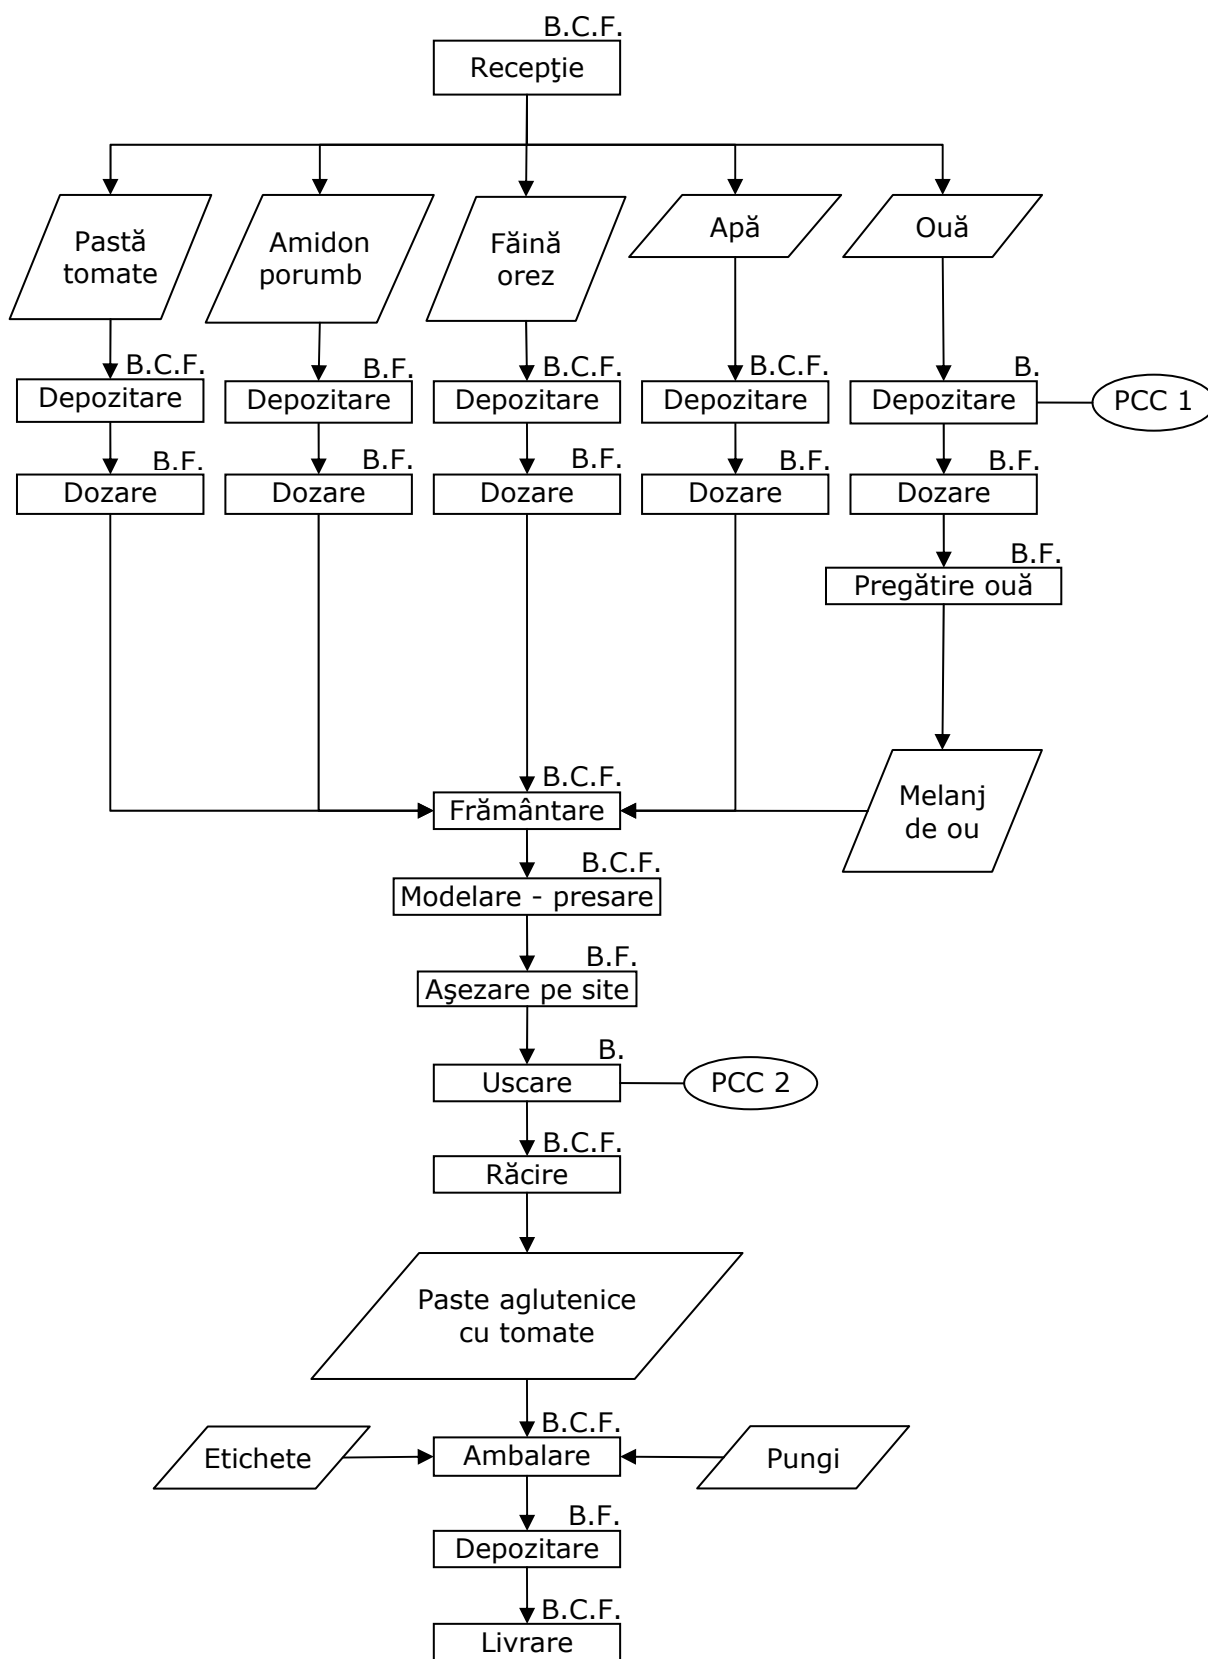 B.C.F.
Recepţie
Pastă
tomate
Amidon
porumb
Făină
orez
Apă
Ouă
B.C.F.
B.F.
B.C.F.
B.C.F.
B.
Depozitare
Depozitare
Depozitare
Depozitare
Depozitare
PCC 1
B.F.
B.F.
B.F.
B.F.
B.F.
Dozare
Dozare
Dozare
Dozare
Dozare
B.F.
Pregătire ouă
B.C.F.
Frământare
Melanj
de ou
B.C.F.
Modelare - presare
B.F.
Aşezare pe site
B.
Uscare
PCC 2
B.C.F.
Răcire
Paste aglutenice
cu tomate
B.C.F.
Etichete
Ambalare
Pungi
B.F.
Depozitare
B.C.F.
Livrare